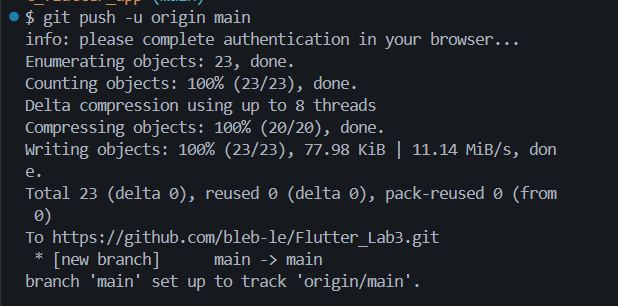 $ git push -u origin main
info: please complete authentication in your browser...
Enumerating objects: 23, done.
Counting objects: 100% (23/23), done.
Delta compression using up to 8 threads
Compressing objects: 100% (20/20), done.
Writing objects: 100% (23/23), 77.98 KiB | 11.14 MiB/s, don
e.
Total 23 (delta 0), reused 0 (delta 0), pack-reused 0 (from
 0)
To https://github.com/bleb-le/Flutter_Lab3.git
 * [new branch]      main -> main
branch 'main' set up to track 'origin/main'.